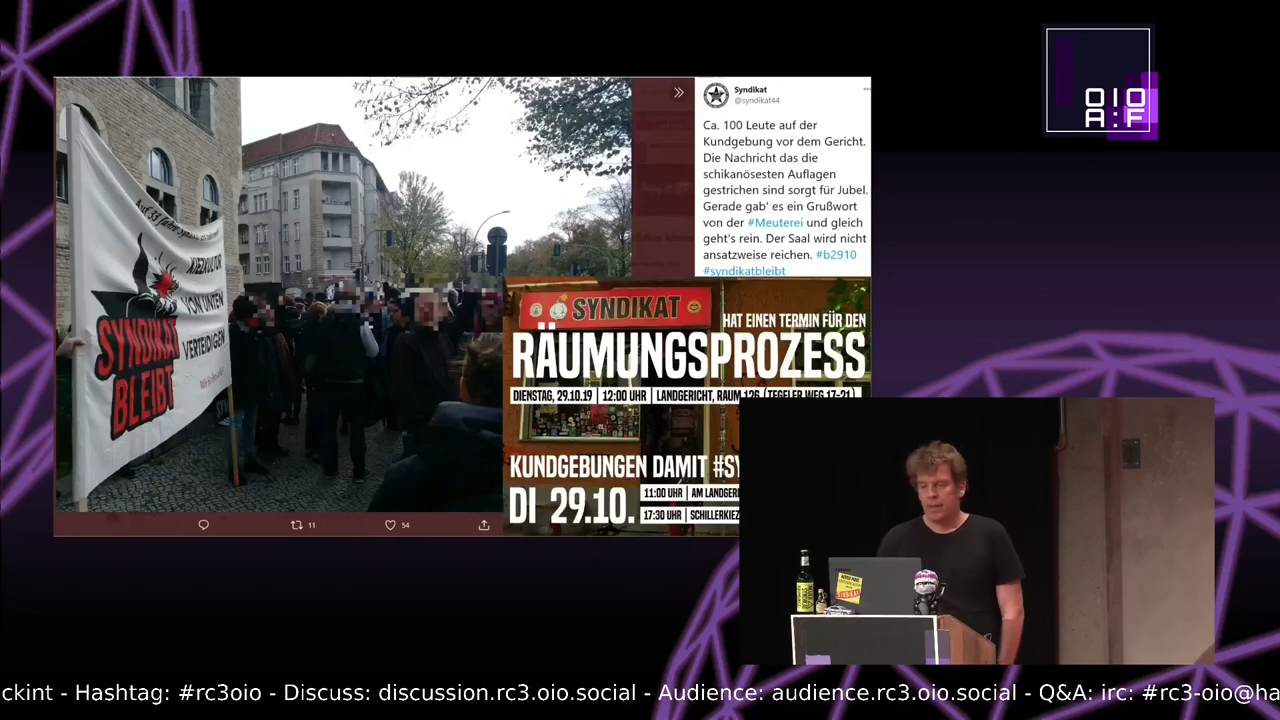 OIO
A:F
Syndikat
@syndikat44
Ca. 100 Leute auf der
Kundgebung vor dem Gericht.
Die Nachricht das die
schikanösesten Auflagen
gestrichen sind sorgt für Jubel.
Gerade gab' es ein Grußwort
von der #Meuterei und gleich
geht's rein. Der Saal wird nicht
ansatzweise reichen. #b2910
#syndikatbleibt
KIEZKULTUR
VON UNTEN
VERTEIDIGEN
SYNDIKAT
BLEIBT
11
54
SYNDIKAT
HAT EINEN TERMIN FÜR DEN
RÄUMUNGSPROZESS
DIENSTAG, 29.10.19 | 12:00 UHR | LANDGERICHT, RAUM 126 (TEGELER WEG 17-21)
KUNDGEBUNGEN DAMIT #SY
DI 29.10.
11:00 UHR | AM LANDGERI
17:30 UHR | SCHILLERKIEZ
SYNDIKAT
ckint - Hashtag: #rc3oio - Discuss: discussion.rc3.oio.social - Audience: audience.rc3.oio.social - Q&A: irc: #rc3-oio@ha